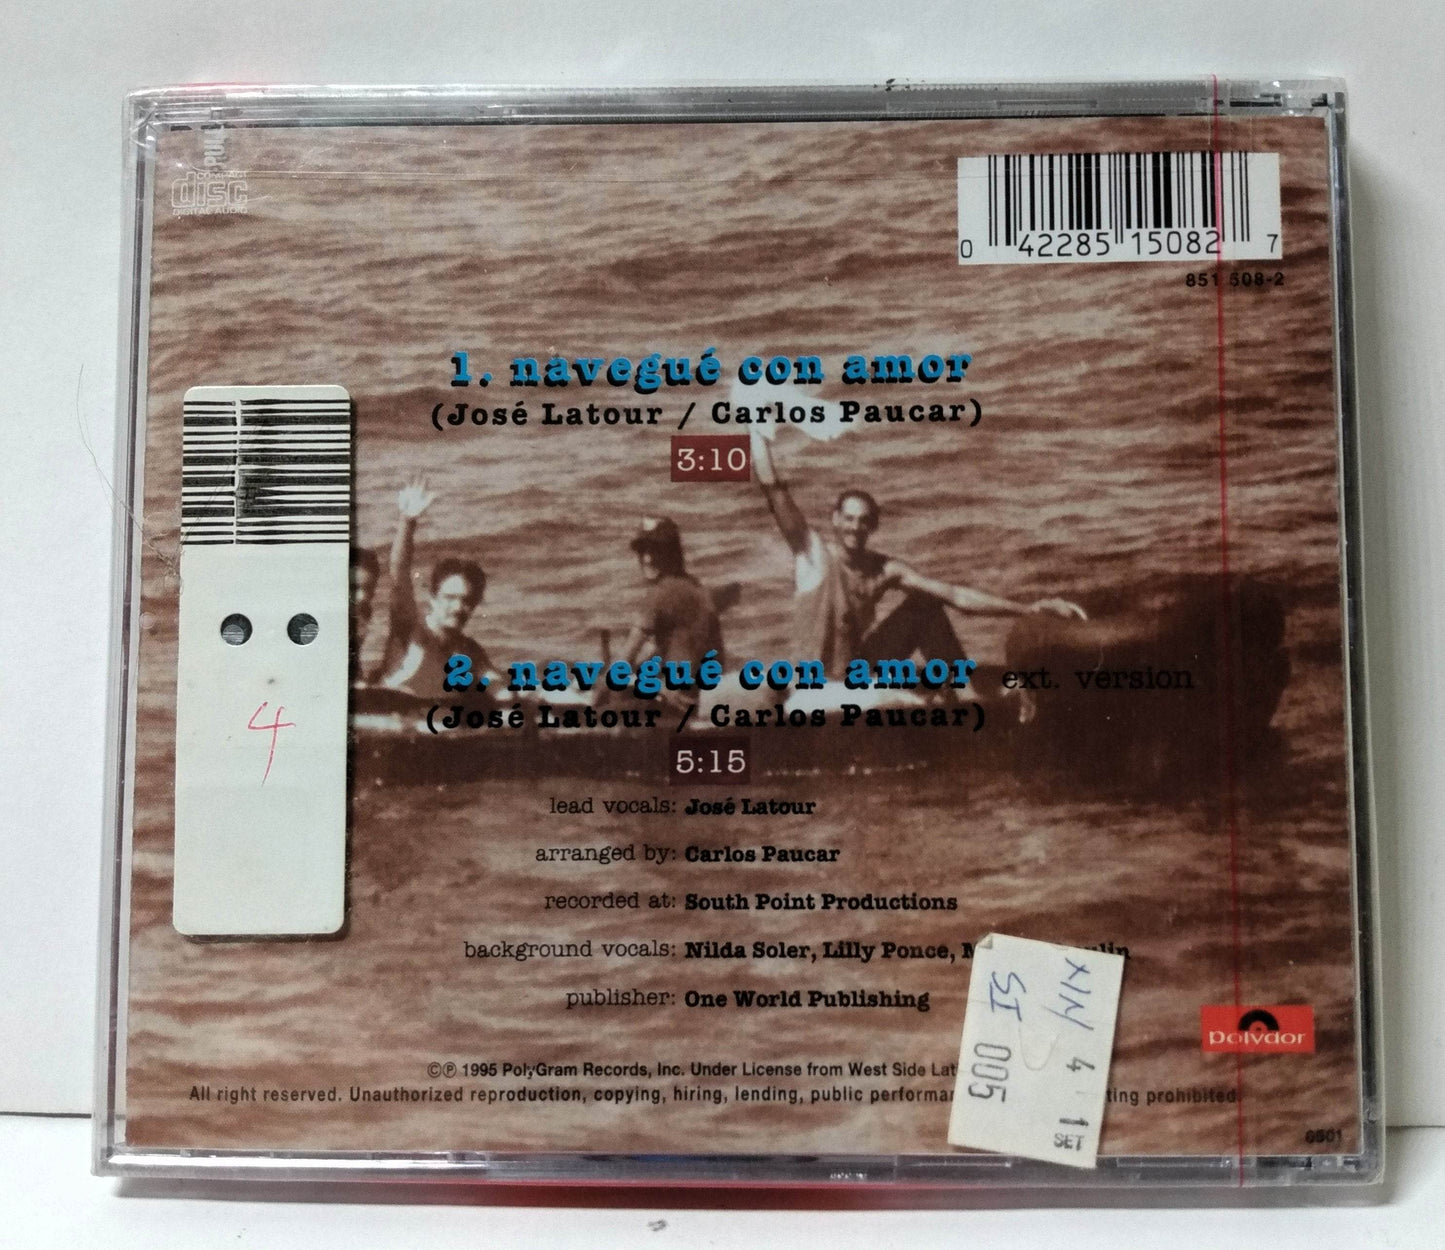 PULL
COMPACT
disc
DIGITAL AUDIO
0 42285 15082 7
851 508-2
1. navegué con amor
(José Latour / Carlos Paucar)
3:10
2. navegué con amor ext. version
(José Latour / Carlos Paucar)
5:15
lead vocals: José Latour
arranged by: Carlos Paucar
recorded at: South Point Productions
background vocals: Nilda Soler, Lilly Ponce,
publisher: One World Publishing
©℗ 1995 PolyGram Records, Inc. Under License from West Side
All right reserved. Unauthorized reproduction, copying, hiring, lending, public prohibited.
polydor
4
SI 005
4 1
SET